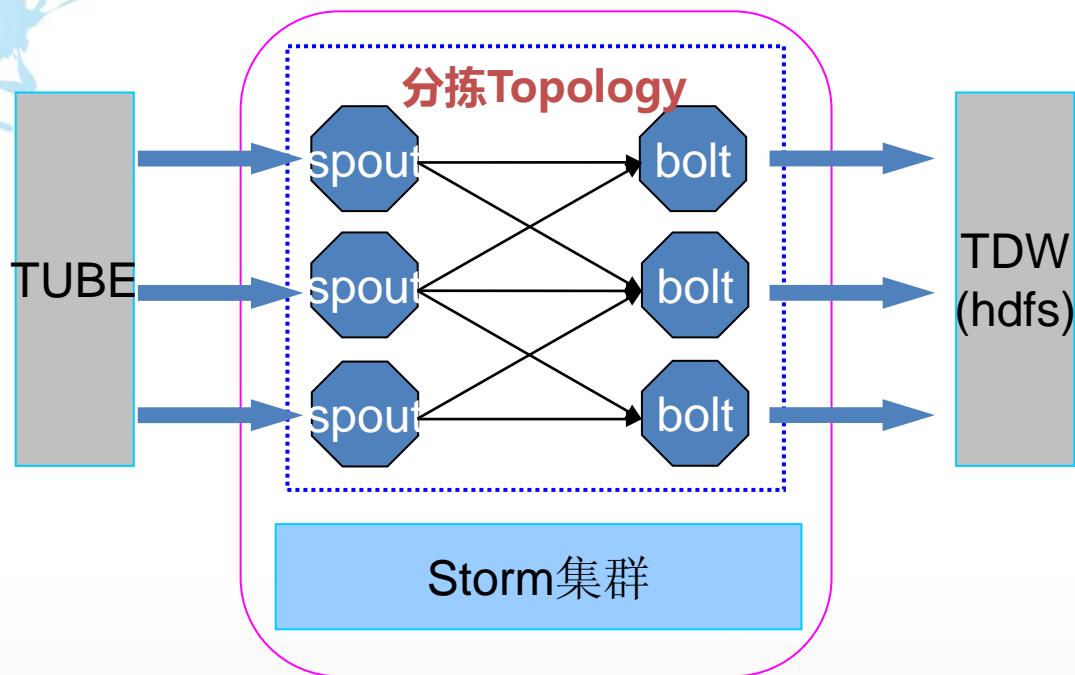 分拣Topology
spout
bolt
TUBE
spout
bolt
TDW
(hdfs)
spout
bolt
Storm集群